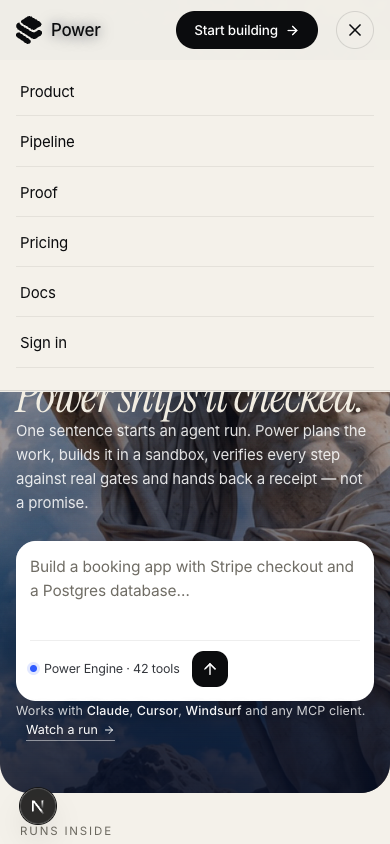 Power
Start building →
Product
Pipeline
Proof
Pricing
Docs
Sign in
Power ships it checked.
One sentence starts an agent run. Power plans the
work, builds it in a sandbox, verifies every step
against real gates and hands back a receipt — not
a promise.
Build a booking app with Stripe checkout and
a Postgres database...
Power Engine · 42 tools
Works with Claude, Cursor, Windsurf and any MCP client.
Watch a run →
N
RUNS INSIDE